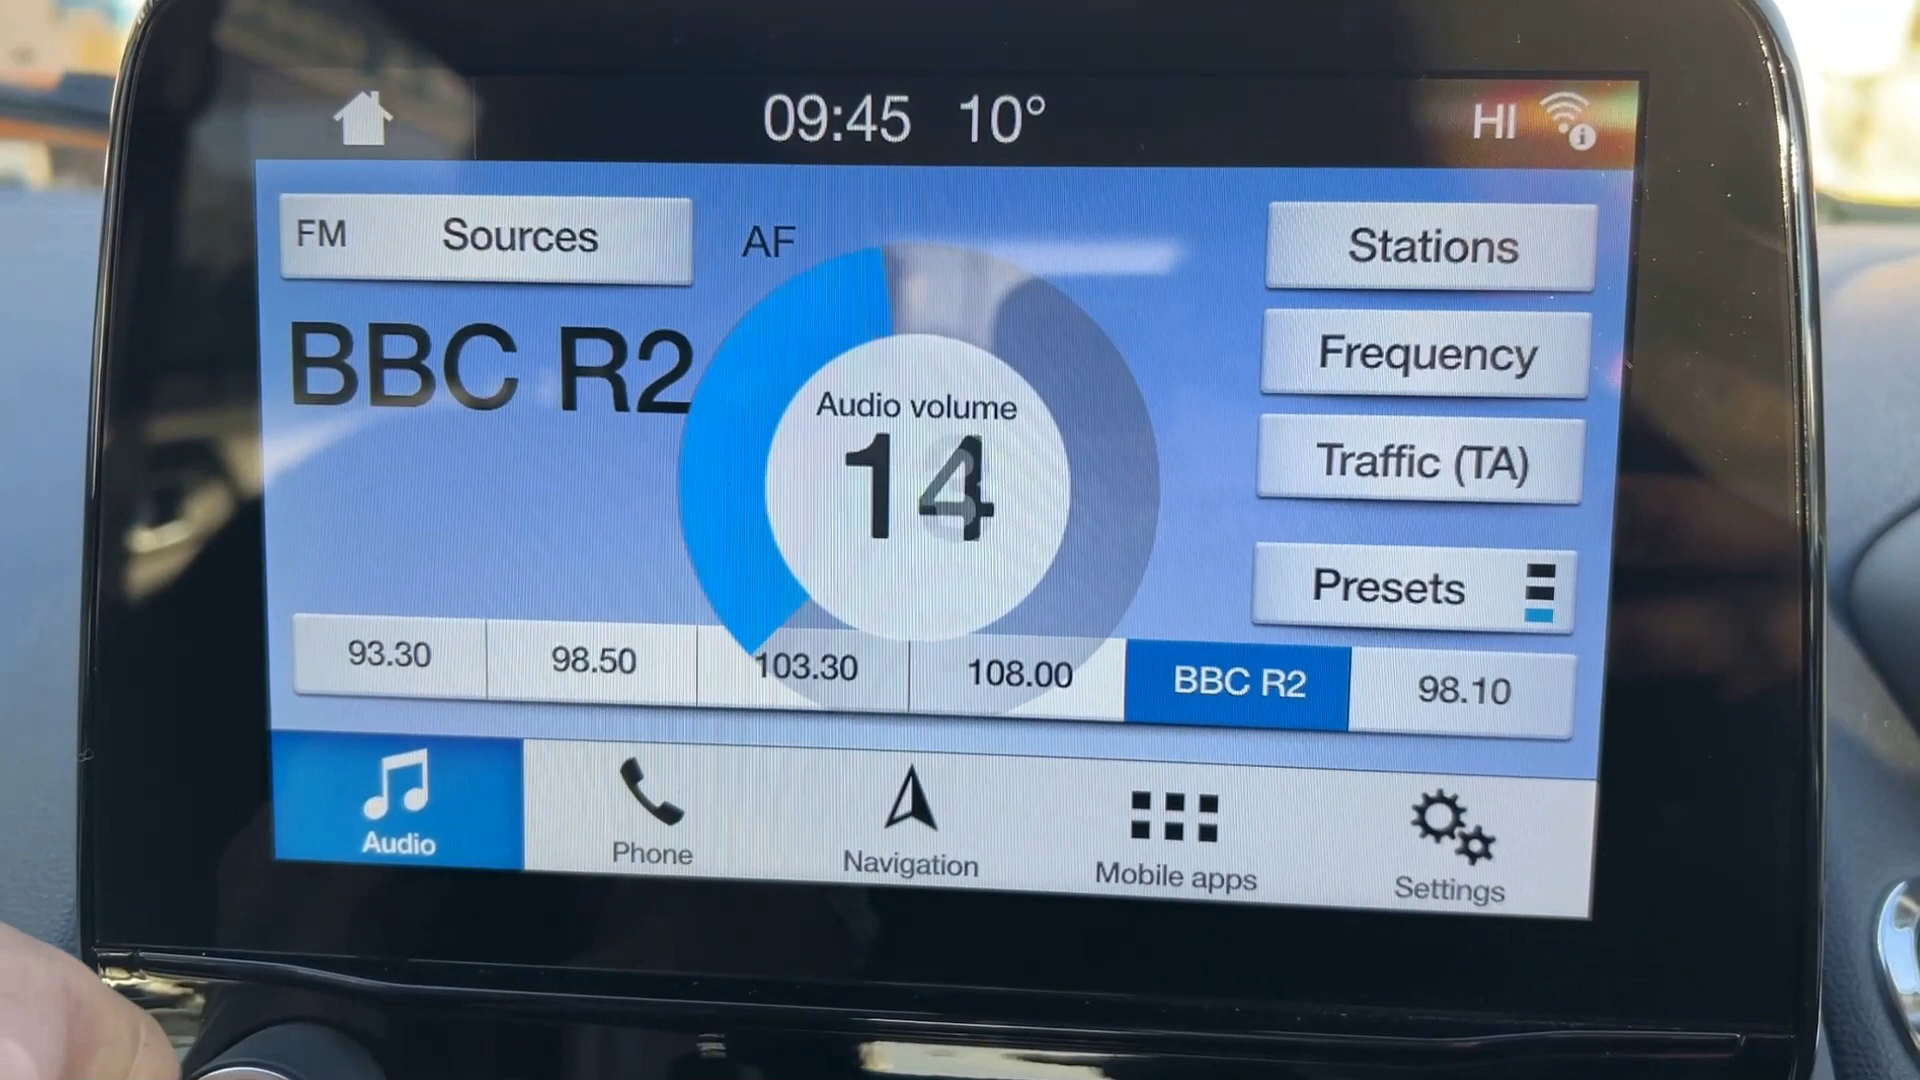 09:45 10° HI
FM Sources
AF
Stations
BBC R2
Frequency
Audio volume
14
Traffic (TA)
Presets
93.30 98.50 103.30 108.00 BBC R2 98.10
Audio Phone Navigation Mobile apps Settings